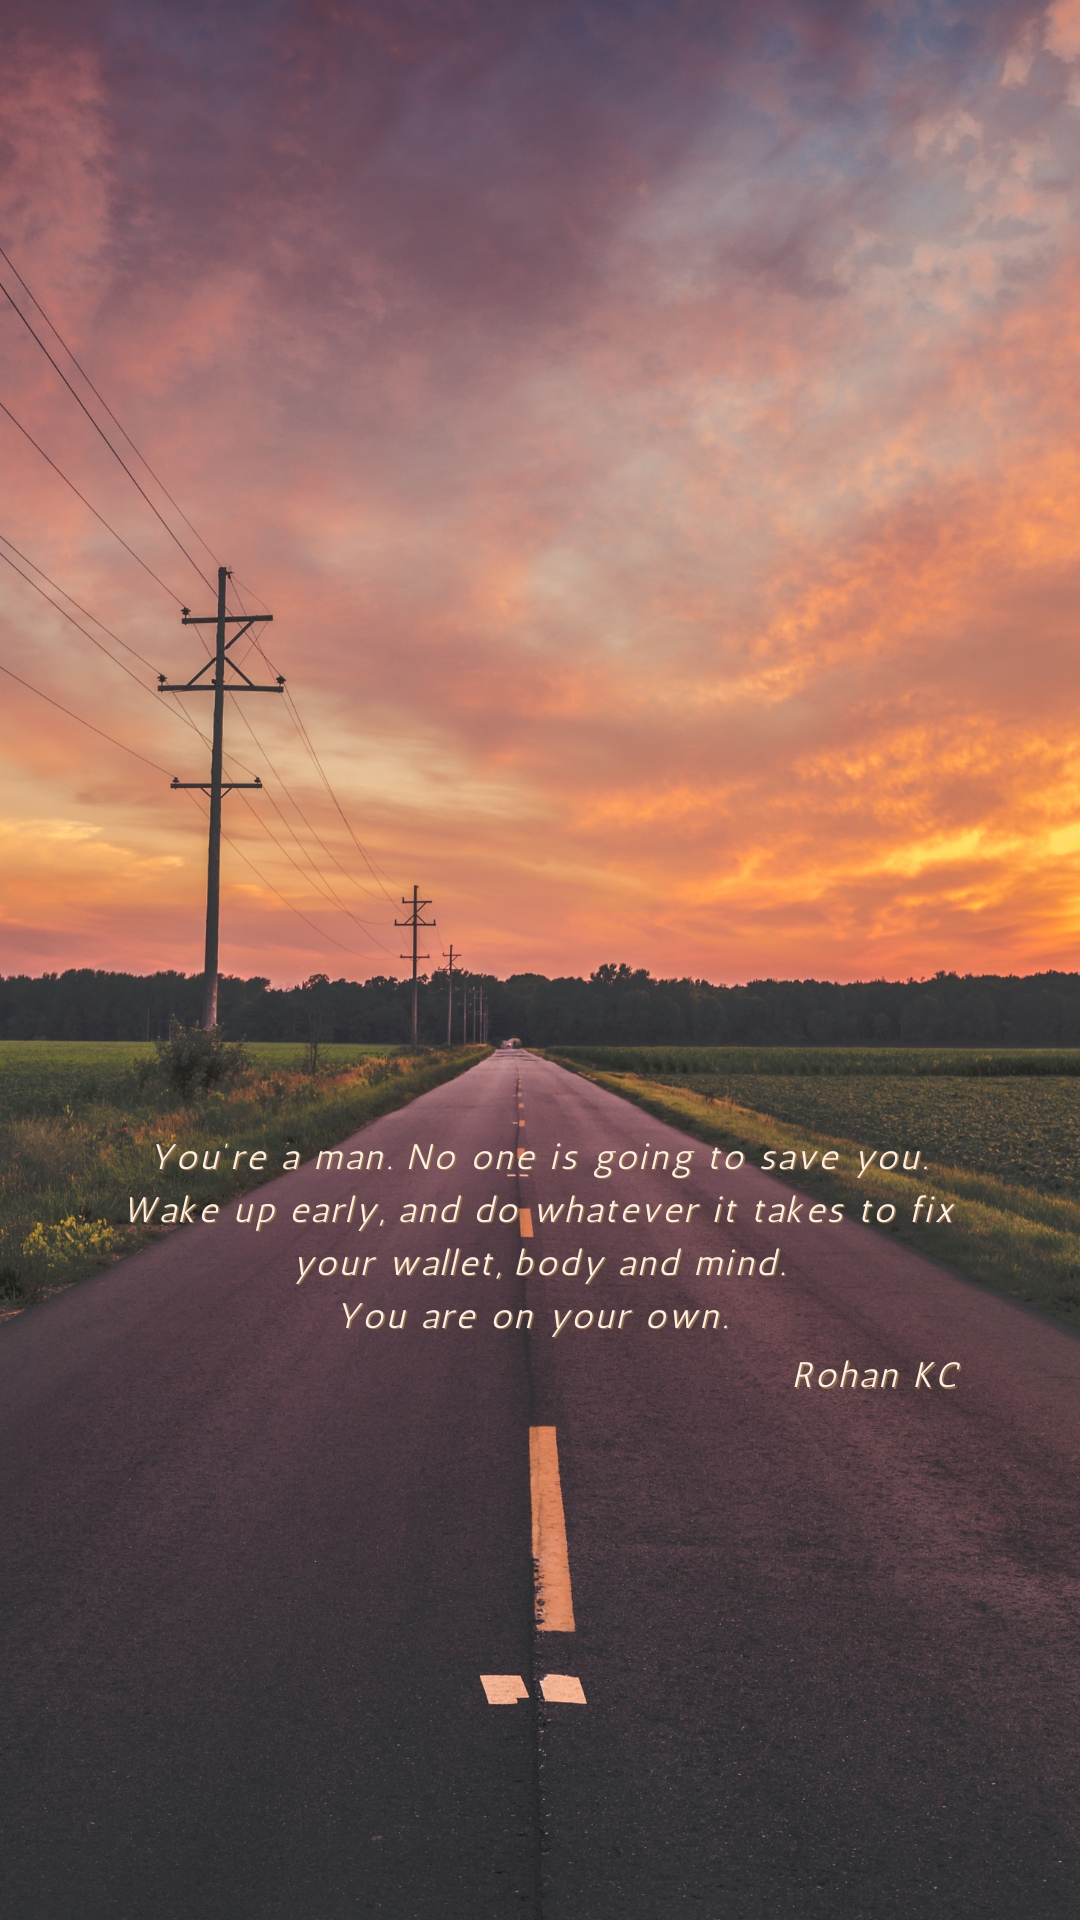 You're a man. No one is going to save you.
Wake up early, and do whatever it takes to fix
your wallet, body and mind.
You are on your own.
Rohan KC